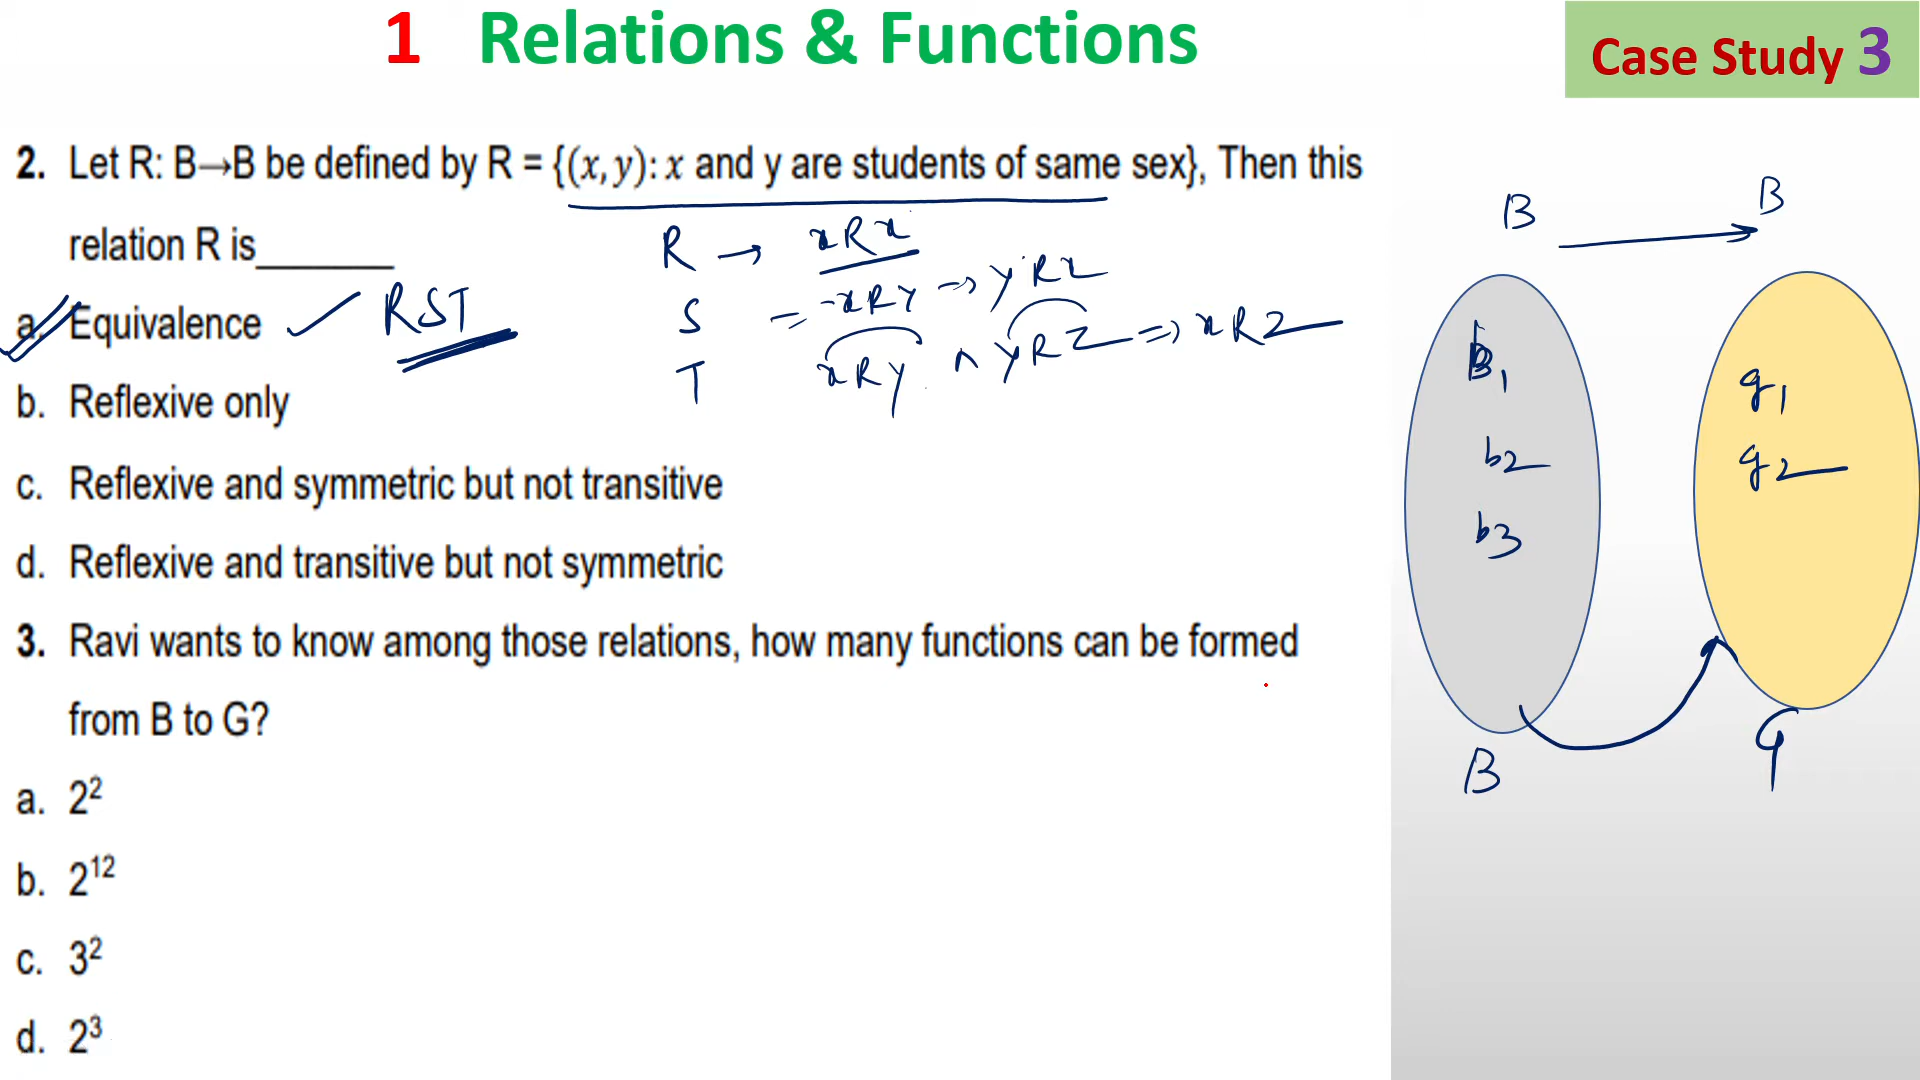 1 Relations & Functions
Case Study 3
2. Let R: B→B be defined by R = {(x, y): x and y are students of same sex}, Then this
relation R is_______
R → xRx
a. Equivalence ✓ RST
S = xRy → yRx
T xRy ∧ yRz ⇒ xRz
b. Reflexive only
c. Reflexive and symmetric but not transitive
d. Reflexive and transitive but not symmetric
3. Ravi wants to know among those relations, how many functions can be formed
from B to G?
a. 2²
b. 2¹²
c. 3²
d. 2³
B → B
b₁
b₂
b₃
g₁
g₂
B
G